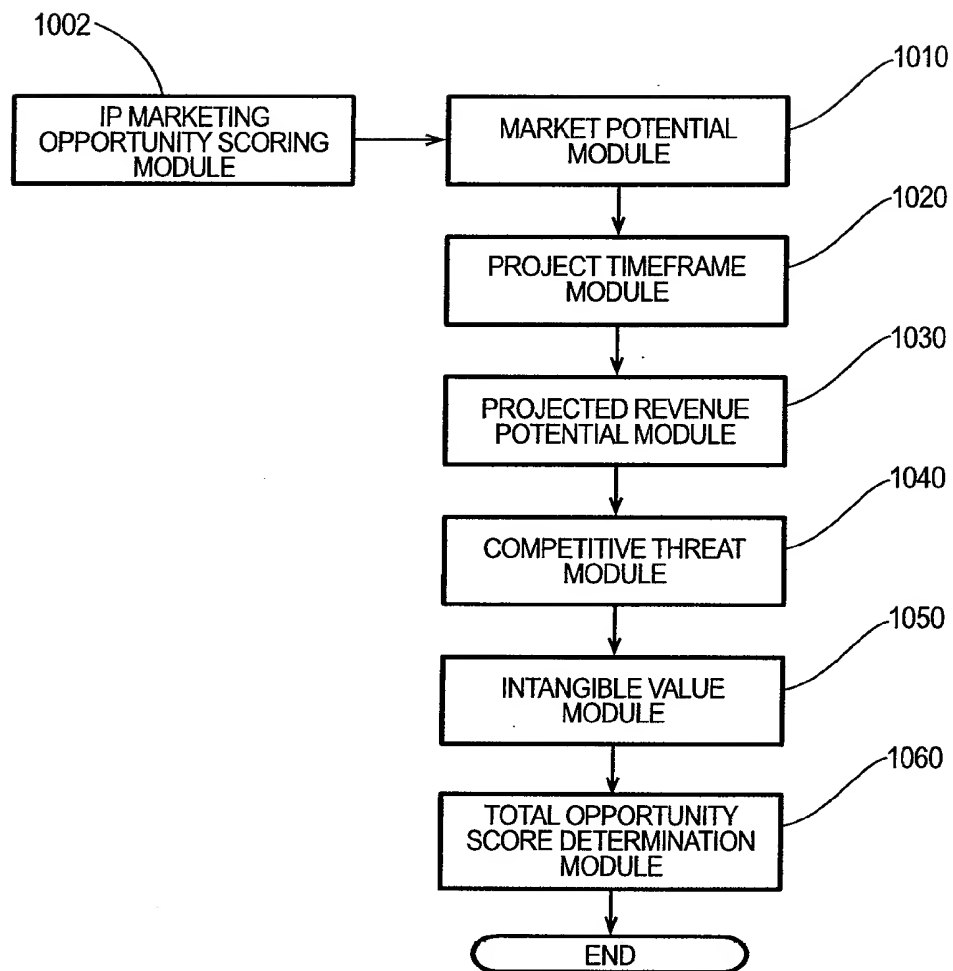 1002
IP MARKETING
OPPORTUNITY SCORING
MODULE
1010
MARKET POTENTIAL
MODULE
1020
PROJECT TIMEFRAME
MODULE
1030
PROJECTED REVENUE
POTENTIAL MODULE
1040
COMPETITIVE THREAT
MODULE
1050
INTANGIBLE VALUE
MODULE
1060
TOTAL OPPORTUNITY
SCORE DETERMINATION
MODULE
END